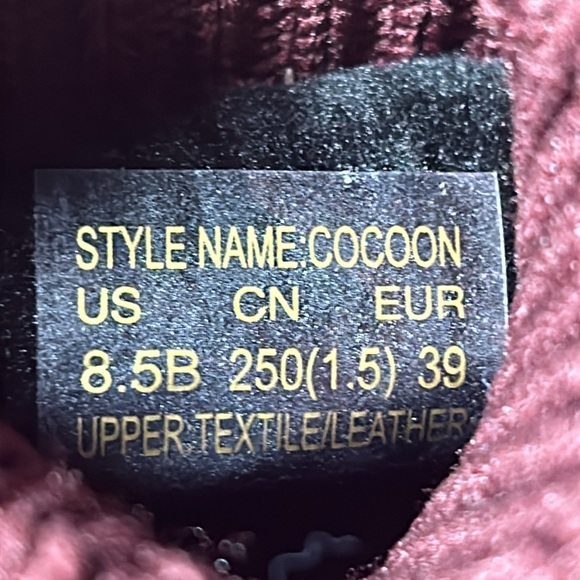 STYLE NAME:COCOON
US CN EUR
8.5B 250(1.5) 39
UPPER:TEXTILE/LEATHER